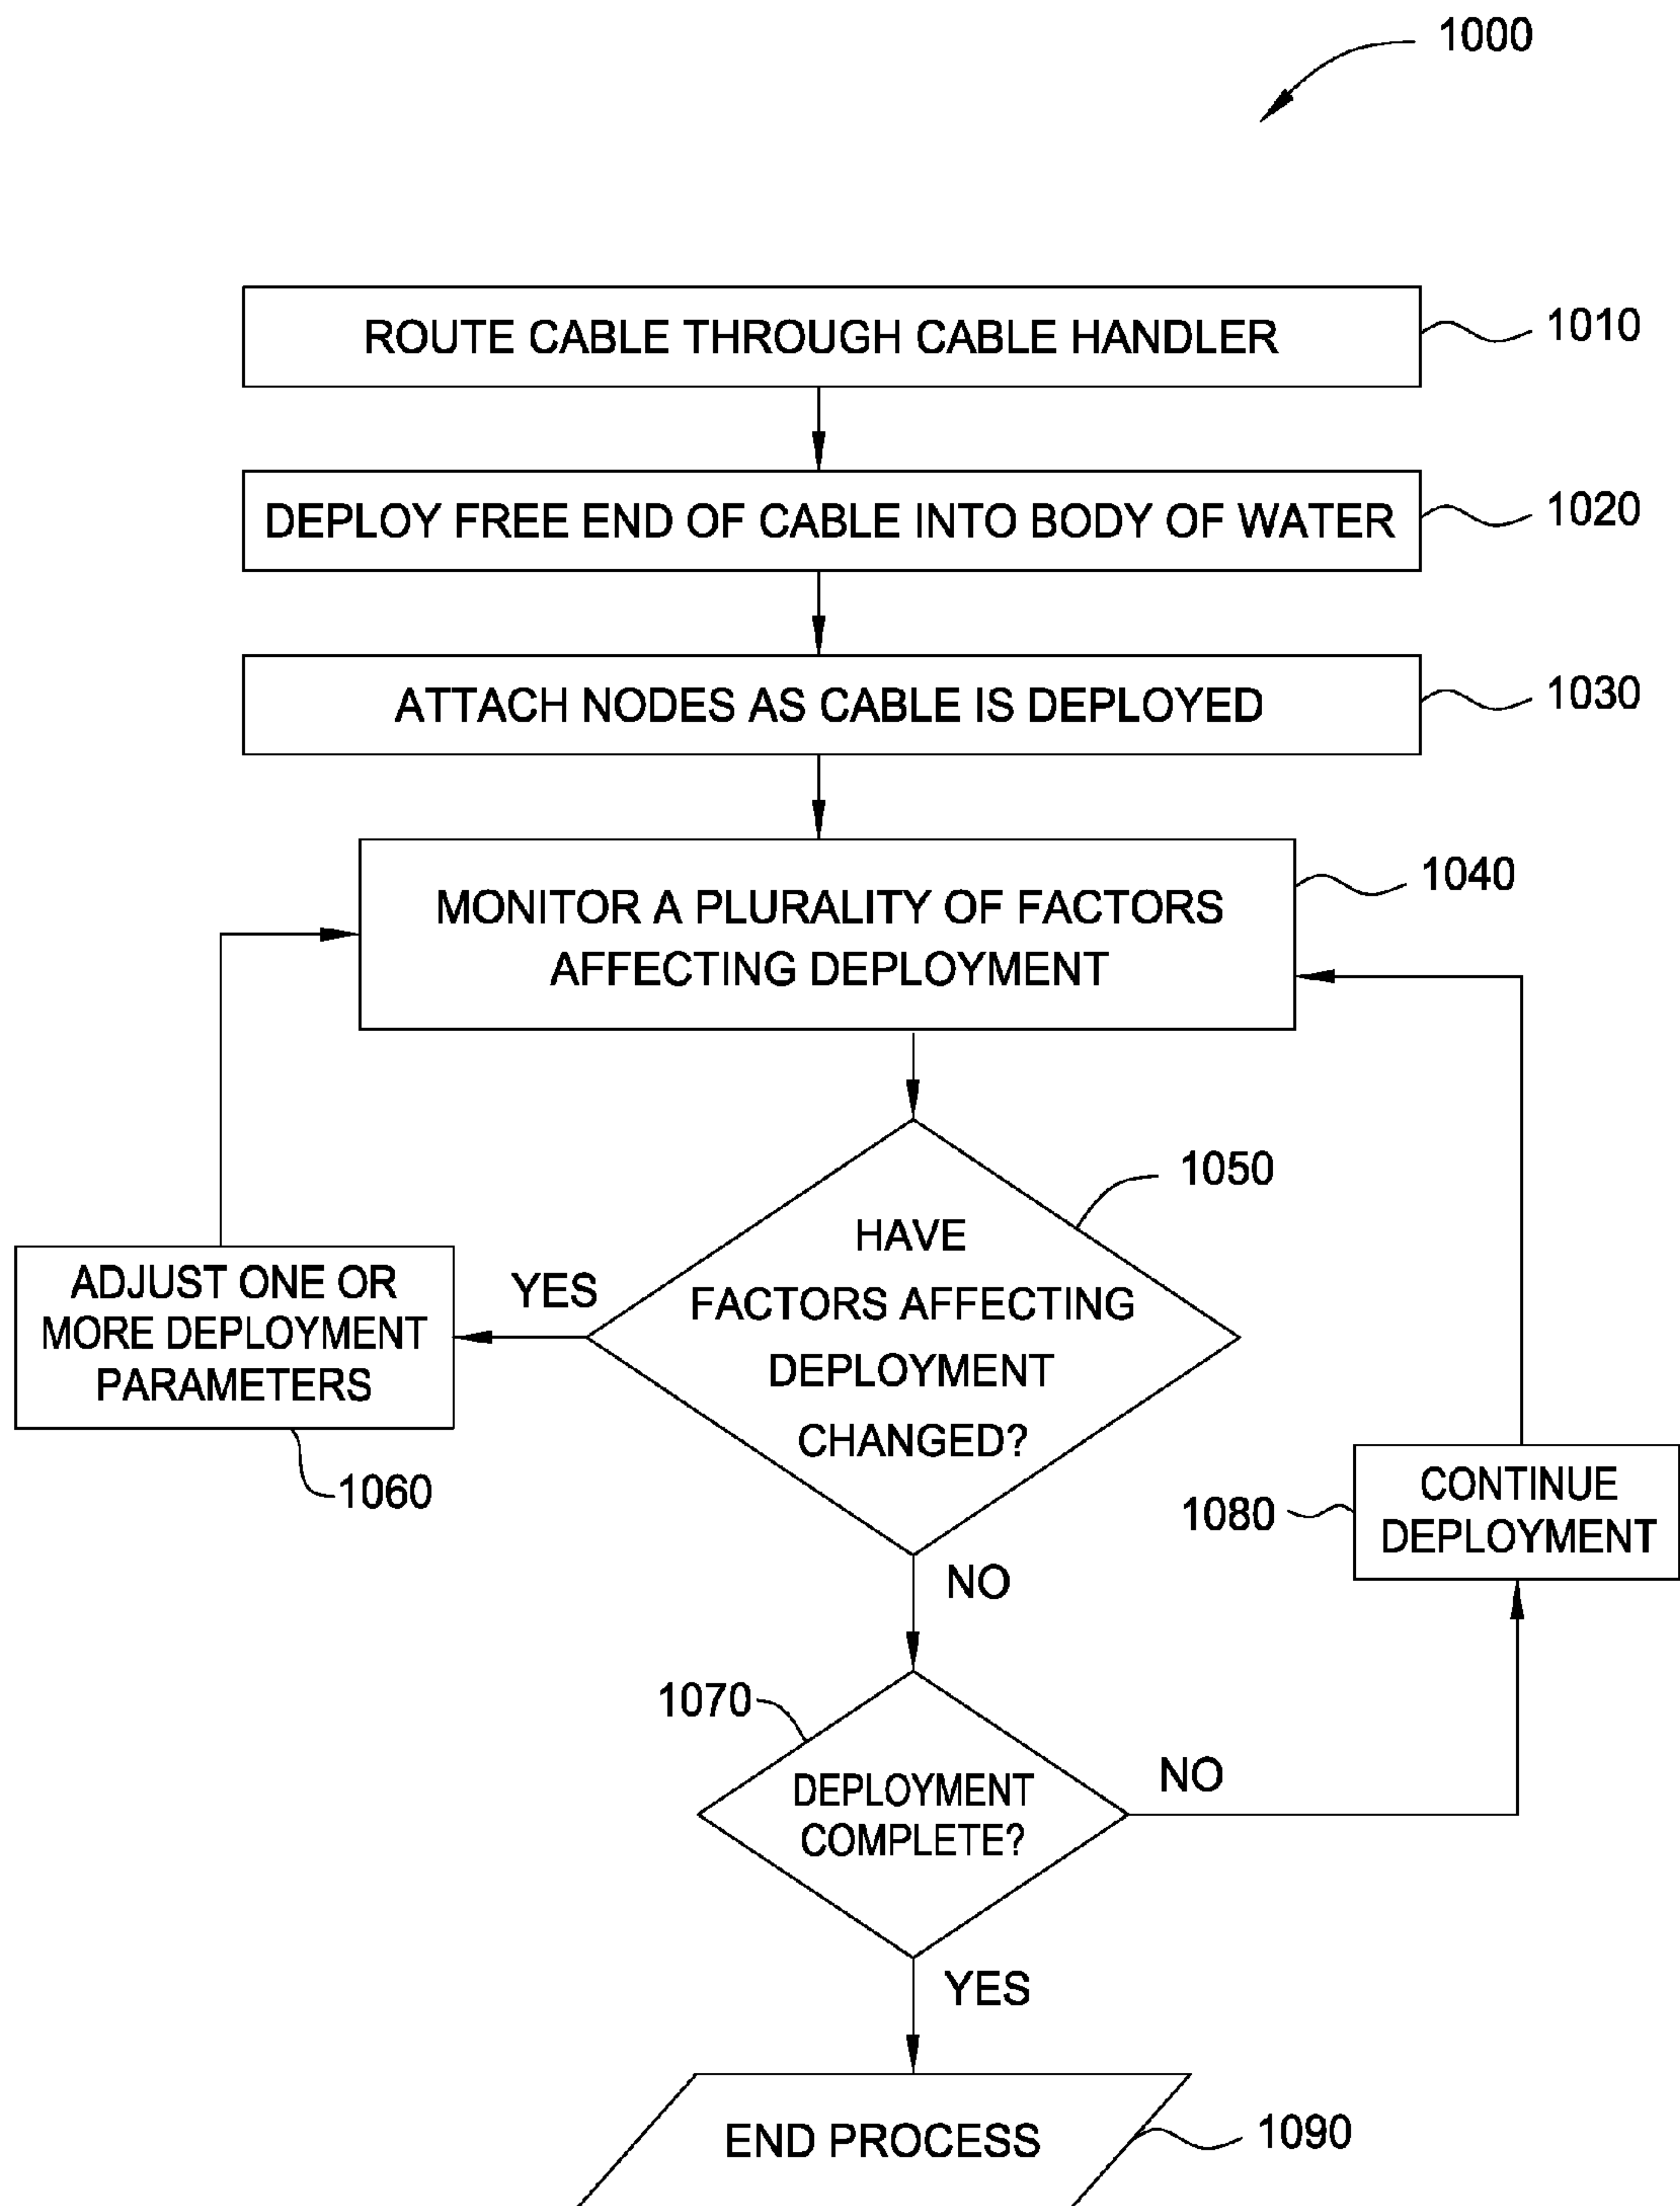 1000
ROUTE CABLE THROUGH CABLE HANDLER
1010
DEPLOY FREE END OF CABLE INTO BODY OF WATER
1020
ATTACH NODES AS CABLE IS DEPLOYED
1030
MONITOR A PLURALITY OF FACTORS
AFFECTING DEPLOYMENT
1040
HAVE
FACTORS AFFECTING
DEPLOYMENT
CHANGED?
1050
YES
ADJUST ONE OR
MORE DEPLOYMENT
PARAMETERS
1060
NO
1080
CONTINUE
DEPLOYMENT
1070
DEPLOYMENT
COMPLETE?
NO
YES
END PROCESS
1090